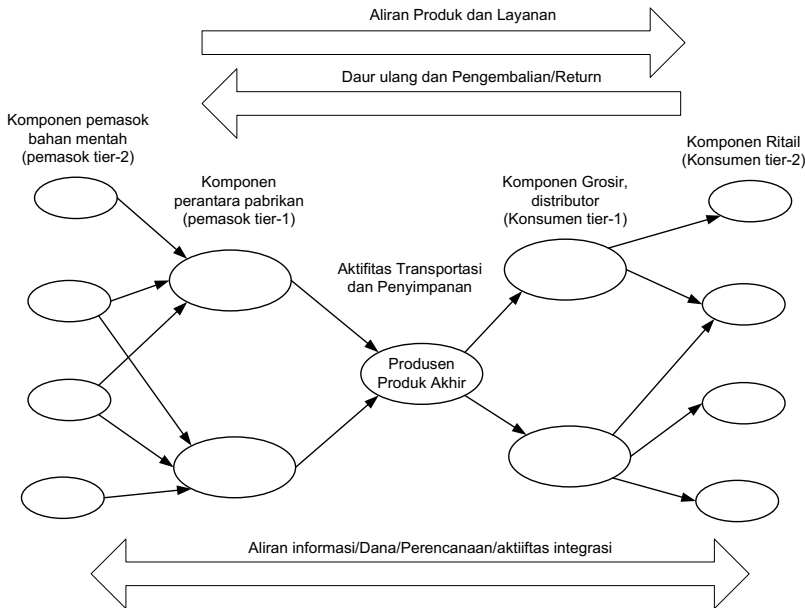 Aliran Produk dan Layanan
Daur ulang dan Pengembalian/Return
Komponen pemasok
bahan mentah
(pemasok tier-2)
Komponen
perantara pabrikan
(pemasok tier-1)
Aktifitas Transportasi
dan Penyimpanan
Komponen Grosir,
distributor
(Konsumen tier-1)
Komponen Ritail
(Konsumen tier-2)
Produsen
Produk Akhir
Aliran informasi/Dana/Perencanaan/aktiiftas integrasi